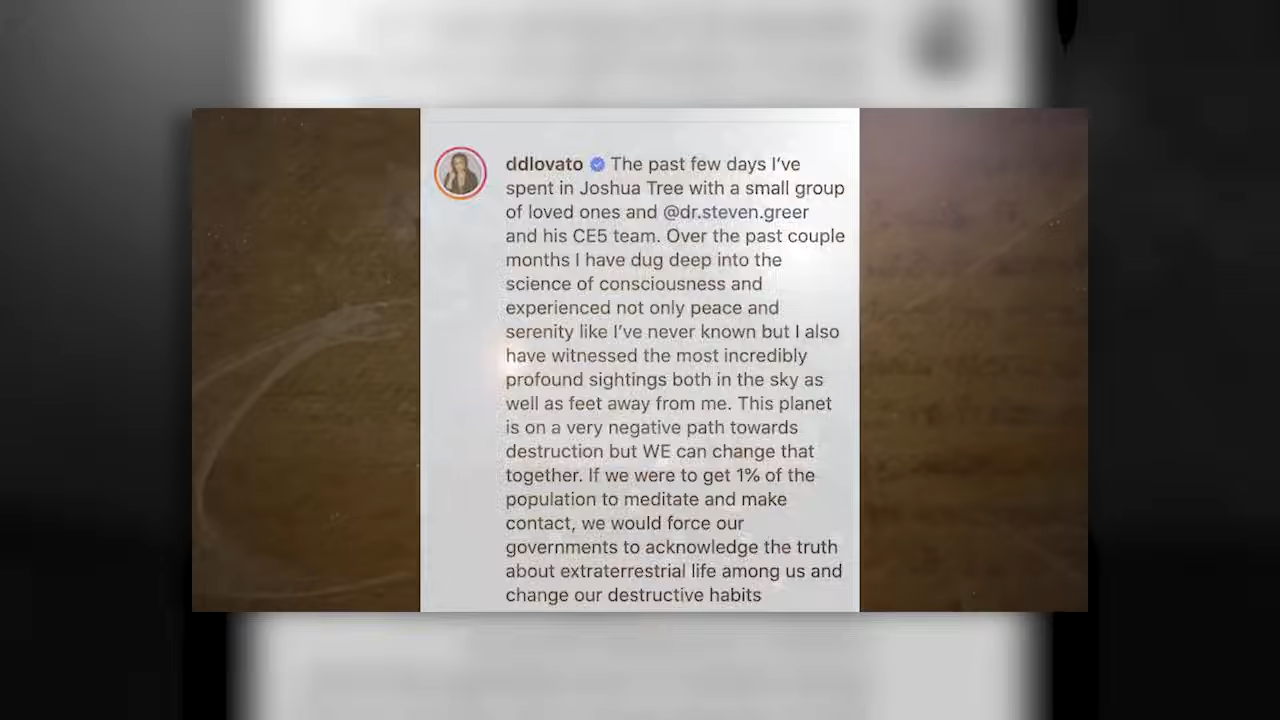 ddlovato The past few days I've
spent in Joshua Tree with a small group
of loved ones and @dr.steven.greer
and his CE5 team. Over the past couple
months I have dug deep into the
science of consciousness and
experienced not only peace and
serenity like I've never known but I also
have witnessed the most incredibly
profound sightings both in the sky as
well as feet away from me. This planet
is on a very negative path towards
destruction but WE can change that
together. If we were to get 1% of the
population to meditate and make
contact, we would force our
governments to acknowledge the truth
about extraterrestrial life among us and
change our destructive habits